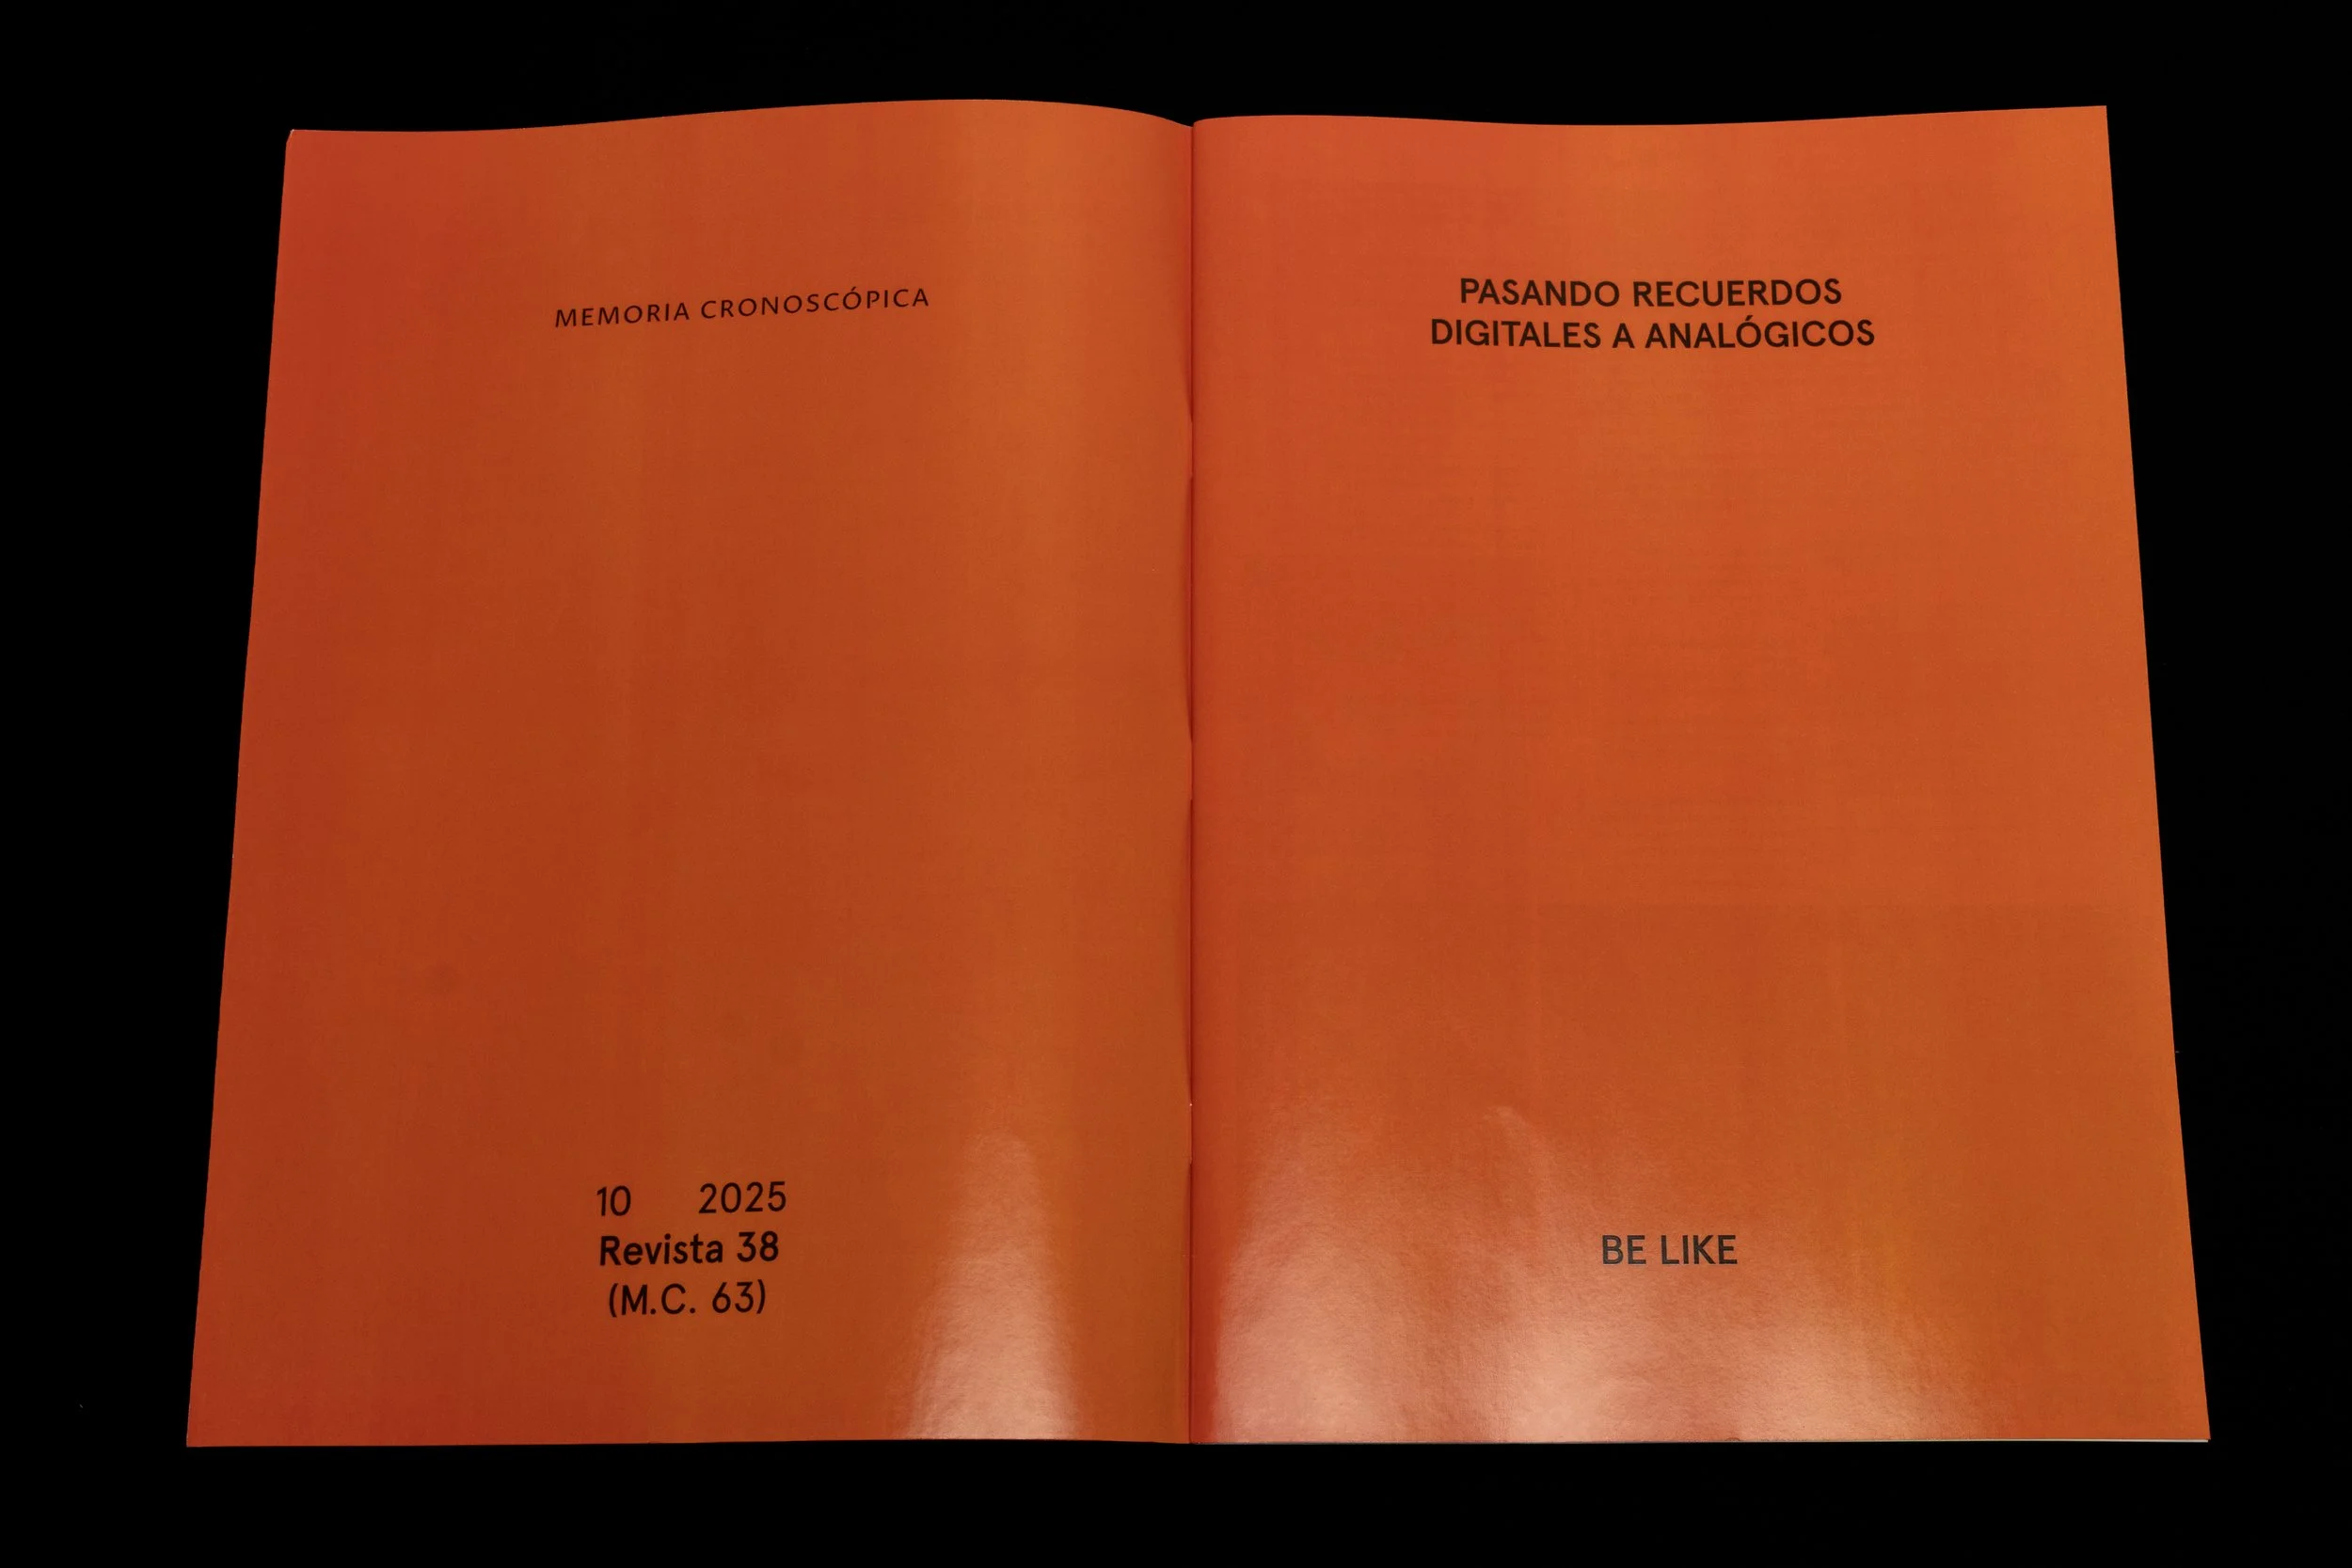 MEMORIA CRONOSCÓPICA
10 2025
Revista 38
(M.C. 63)
PASANDO RECUERDOS
DIGITALES A ANALÓGICOS
BE LIKE